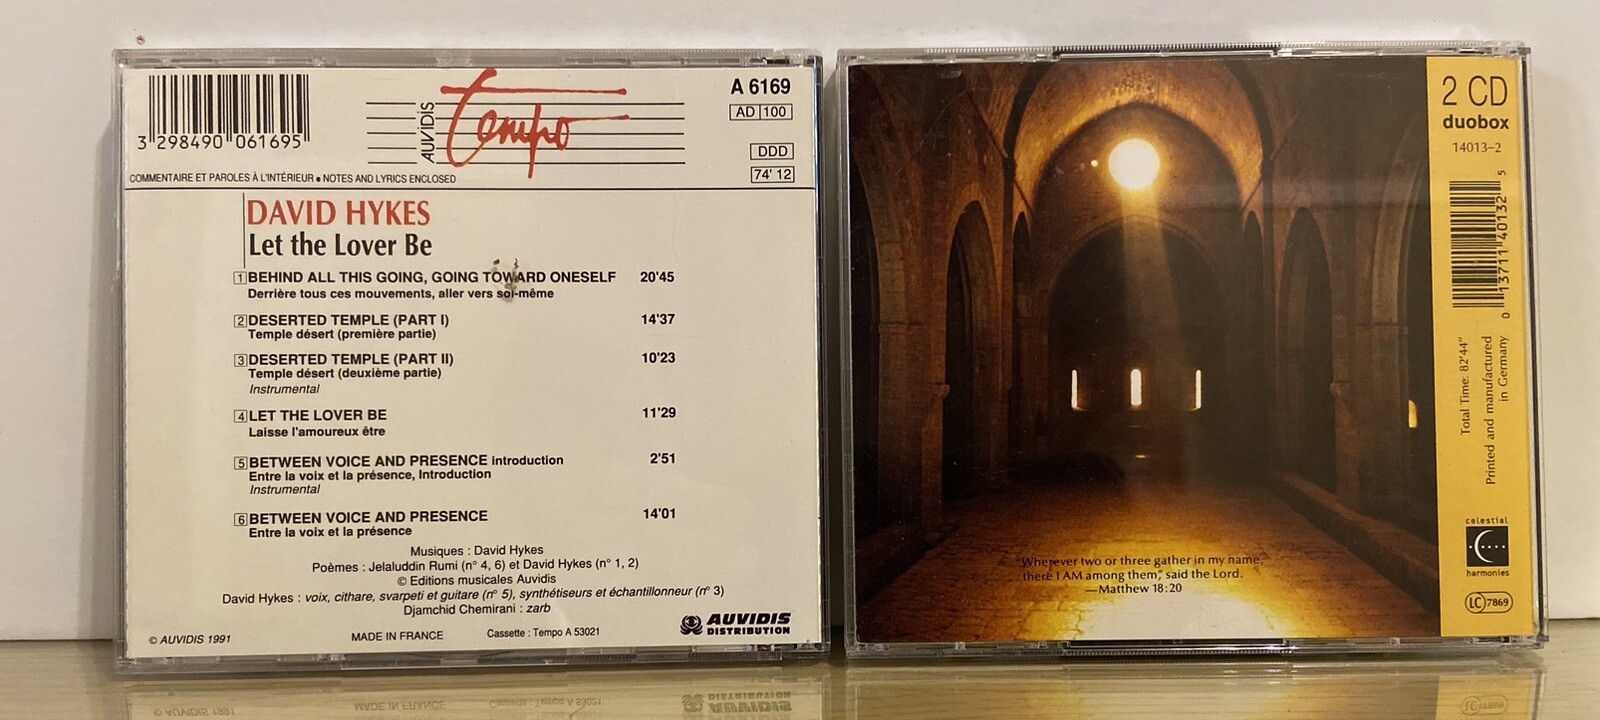 3 298490 061695
AUVIDIS
tempo
A 6169
AD 100
DDD
74' 12
COMMENTAIRE ET PAROLES À L'INTÉRIEUR ● NOTES AND LYRICS ENCLOSED
DAVID HYKES
Let the Lover Be
1 BEHIND ALL THIS GOING, GOING TOWARD ONESELF 20'45
Derrière tous ces mouvements, aller vers soi-même
2 DESERTED TEMPLE (PART I) 14'37
Temple désert (première partie)
3 DESERTED TEMPLE (PART II) 10'23
Temple désert (deuxième partie)
Instrumental
4 LET THE LOVER BE 11'29
Laisse l'amoureux être
5 BETWEEN VOICE AND PRESENCE introduction 2'51
Entre la voix et la présence, Introduction
Instrumental
6 BETWEEN VOICE AND PRESENCE 14'01
Entre la voix et la présence
Musiques : David Hykes
Poèmes : Jelaluddin Rumi (n° 4, 6) et David Hykes (n° 1, 2)
© Editions musicales Auvidis
David Hykes : voix, cithare, svarpeti et guitare (n° 5), synthétiseurs et échantillonneur (n° 3)
Djamchid Chemirani : zarb
© AUVIDIS 1991
MADE IN FRANCE
Cassette : Tempo A 53021
AUVIDIS
DISTRIBUTION
2 CD
duobox
14013-2
0 13711 40132 5
Total Time: 82'44"
Printed and manufactured
in Germany
celestial
harmonies
LC 7869
"Wherever two or three gather in my name,
there I AM among them," said the Lord.
—Matthew 18:20